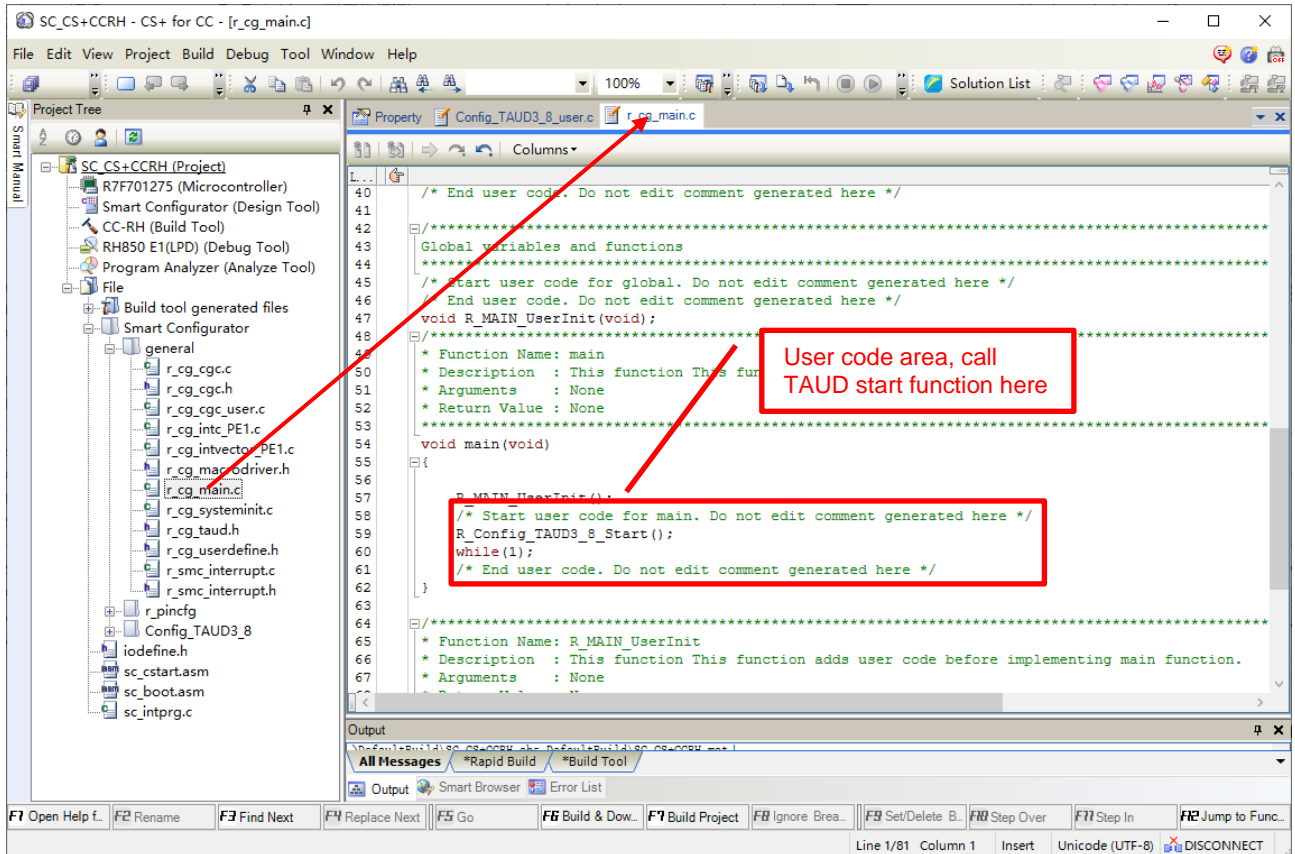 SC_CS+CCRH - CS+ for CC - [r_cg_main.c]
File Edit View Project Build Debug Tool Window Help
100%
Solution List
Smart Manual
Project Tree
SC_CS+CCRH (Project)
R7F701275 (Microcontroller)
Smart Configurator (Design Tool)
CC-RH (Build Tool)
RH850 E1(LPD) (Debug Tool)
Program Analyzer (Analyze Tool)
File
Build tool generated files
Smart Configurator
general
r_cg_cgc.c
r_cg_cgc.h
r_cg_cgc_user.c
r_cg_intc_PE1.c
r_cg_intvector_PE1.c
r_cg_macrodriver.h
r_cg_main.c
r_cg_systeminit.c
r_cg_taud.h
r_cg_userdefine.h
r_smc_interrupt.c
r_smc_interrupt.h
r_pincfg
Config_TAUD3_8
iodefine.h
sc_cstart.asm
sc_boot.asm
sc_intprg.c
Property Config_TAUD3_8_user.c r_cg_main.c
Columns
L...
40 /* End user code. Do not edit comment generated here */
41
42 /******************************************************************************
43 Global variables and functions
44 ******************************************************************************
45 /* Start user code for global. Do not edit comment generated here */
46 /* End user code. Do not edit comment generated here */
47 void R_MAIN_UserInit(void);
48 /******************************************************************************
49 * Function Name: main
50 * Description : This function This fu
51 * Arguments : None
52 * Return Value : None
53 ******************************************************************************
54 void main(void)
55 {
56
57 R_MAIN_UserInit();
58 /* Start user code for main. Do not edit comment generated here */
59 R_Config_TAUD3_8_Start();
60 while(1);
61 /* End user code. Do not edit comment generated here */
62 }
63
64 /******************************************************************************
65 * Function Name: R_MAIN_UserInit
66 * Description : This function This function adds user code before implementing main function.
67 * Arguments : None
User code area, call
TAUD start function here
Output
All Messages *Rapid Build *Build Tool
Output Smart Browser Error List
F1 Open Help f... F2 Rename F3 Find Next F4 Replace Next F5 Go F6 Build & Dow... F7 Build Project F8 Ignore Brea... F9 Set/Delete B... F10 Step Over F11 Step In F12 Jump to Func...
Line 1/81 Column 1 Insert Unicode (UTF-8) DISCONNECT